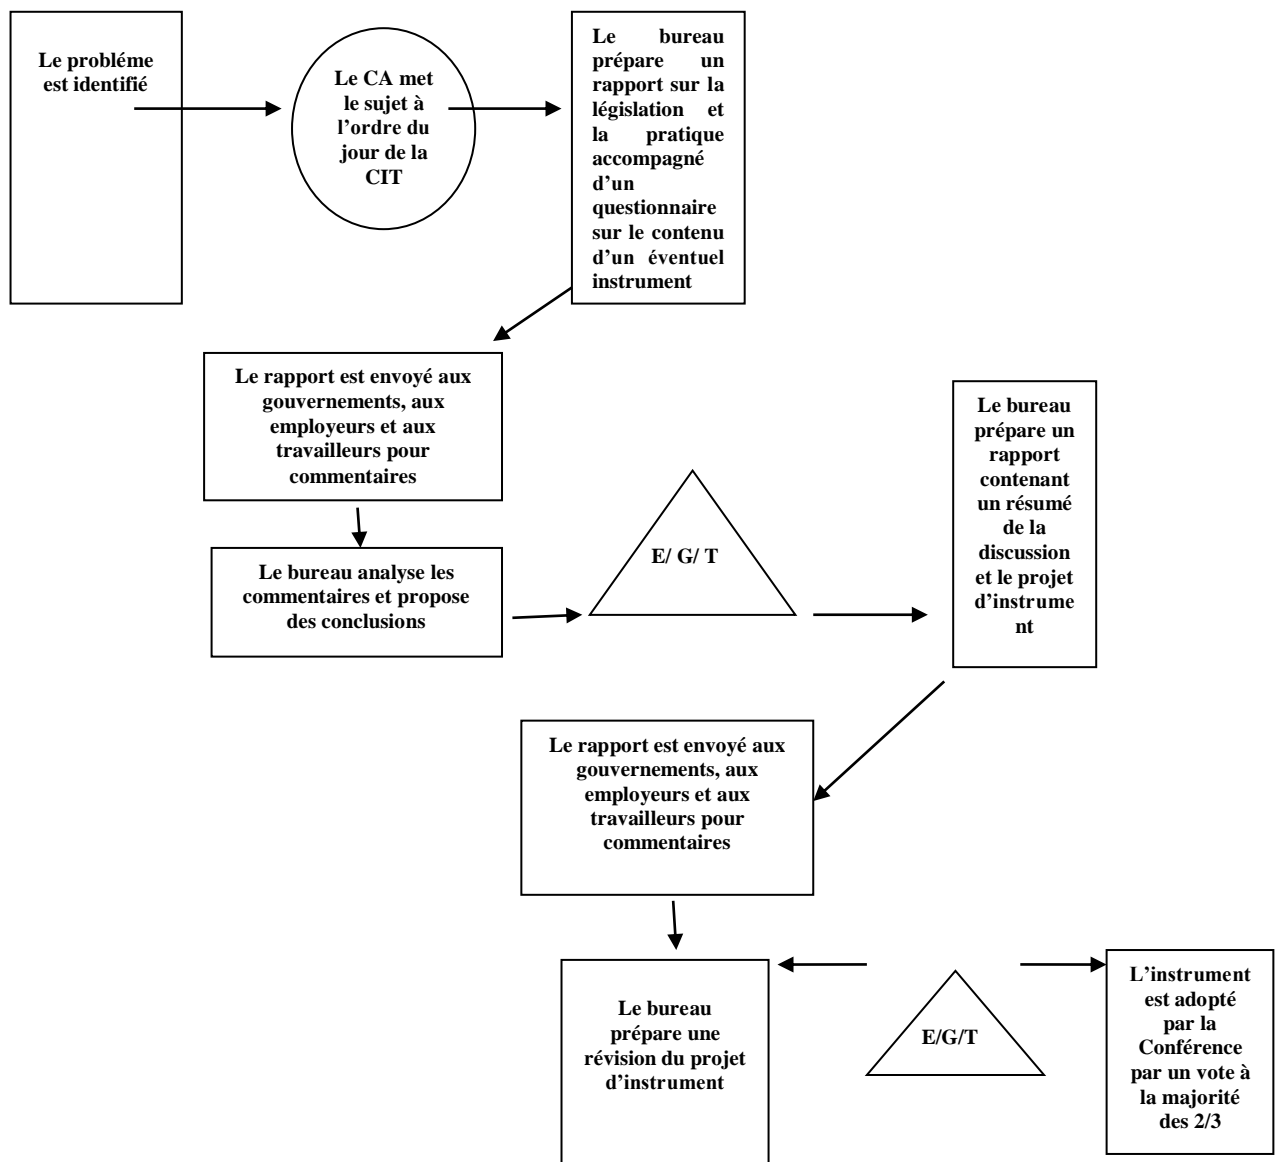 Le probléme
est identifié
Le CA met
le sujet à
l’ordre du
jour de la
CIT
Le bureau
prépare un
rapport sur la
législation et
la pratique
accompagné
d’un
questionnaire
sur le contenu
d’un éventuel
instrument
Le rapport est envoyé aux
gouvernements, aux
employeurs et aux
travailleurs pour
commentaires
Le bureau analyse les
commentaires et propose
des conclusions
E/ G/ T
Le bureau
prépare un
rapport
contenant
un résumé
de la
discussion
et le projet
d’instrume
nt
Le rapport est envoyé aux
gouvernements, aux
employeurs et aux
travailleurs pour
commentaires
Le bureau
prépare une
révision du projet
d’instrument
E/G/T
L’instrument
est adopté
par la
Conférence
par un vote à
la majorité
des 2/3